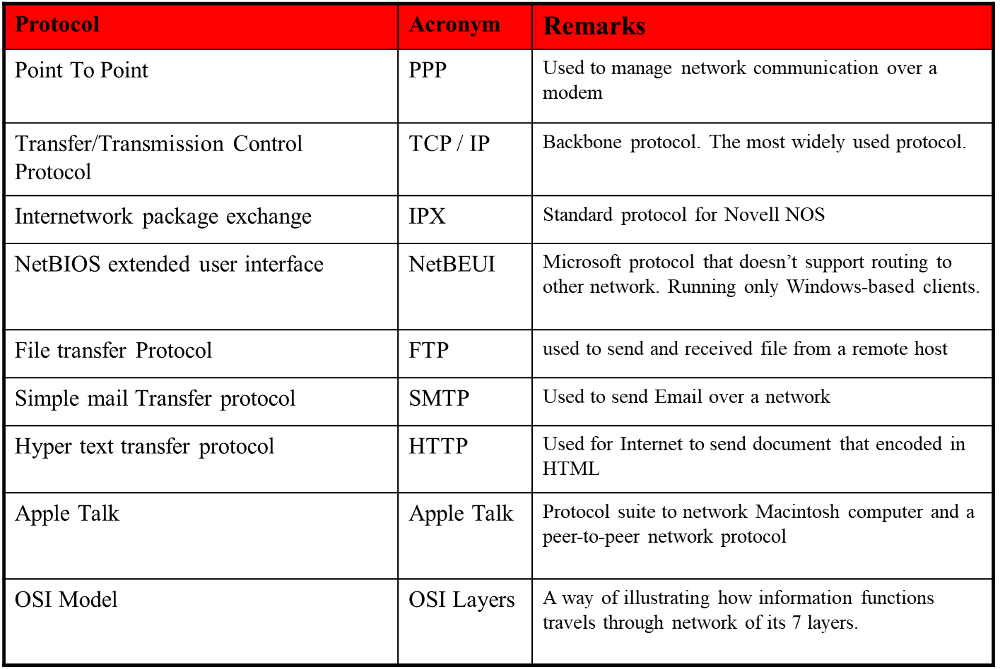 Protocol Acronym Remarks
Point To Point PPP Used to manage network communication over a
modem
Transfer/Transmission Control TCP / IP Backbone protocol. The most widely used protocol.
Protocol
Internetwork package exchange IPX Standard protocol for Novell NOS
NetBIOS extended user interface NetBEUI Microsoft protocol that doesn’t support routing to
other network. Running only Windows-based clients.
File transfer Protocol FTP used to send and received file from a remote host
Simple mail Transfer protocol SMTP Used to send Email over a network
Hyper text transfer protocol HTTP Used for Internet to send document that encoded in
HTML
Apple Talk Apple Talk Protocol suite to network Macintosh computer and a
peer-to-peer network protocol
OSI Model OSI Layers A way of illustrating how information functions
travels through network of its 7 layers.